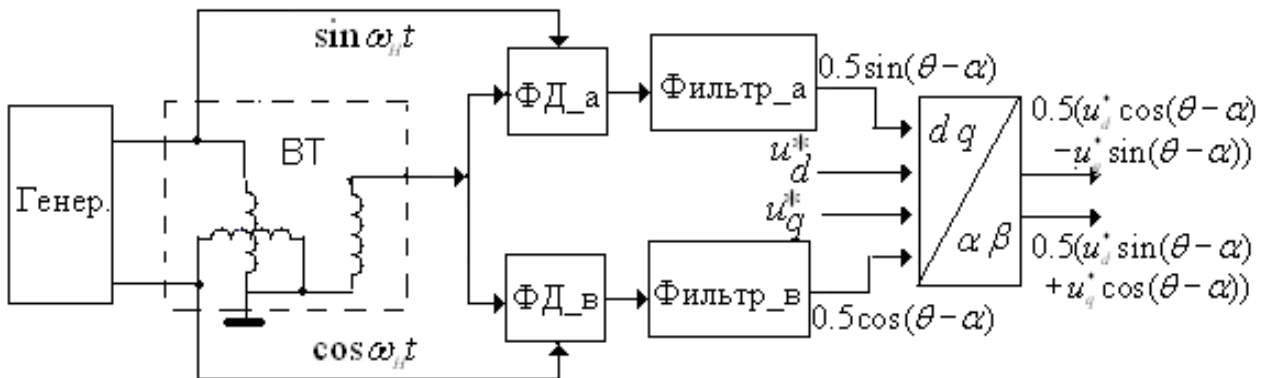 sin ω_н t
0.5sin(θ−α)
ФД_а
Фильтр_а
0.5(u*_d cos(θ−α)
−u*_q sin(θ−α))
ВТ
d q
u*_d
Генер.
u*_q
α β
0.5(u*_d sin(θ−α)
+u*_q cos(θ−α))
ФД_в
Фильтр_в
0.5cos(θ−α)
cos ω_н t